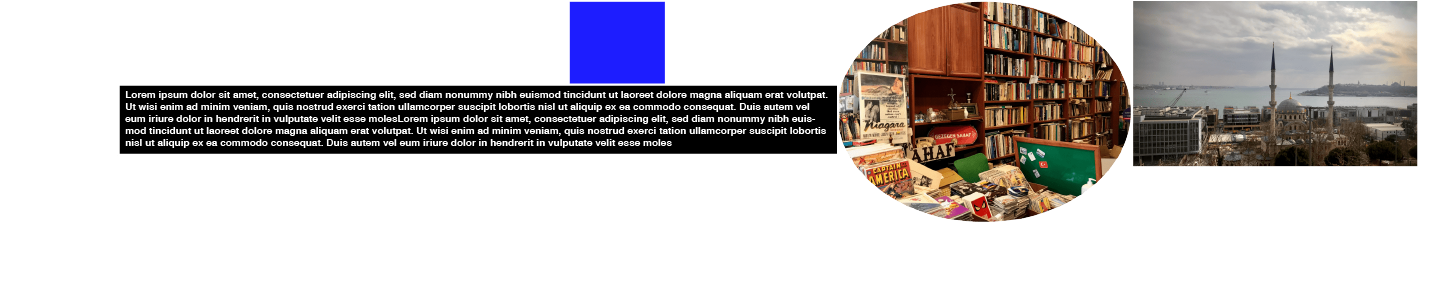 Lorem ipsum dolor sit amet, consectetuer adipiscing elit, sed diam nonummy nibh euismod tincidunt ut laoreet dolore magna aliquam erat volutpat.
Ut wisi enim ad minim veniam, quis nostrud exerci tation ullamcorper suscipit lobortis nisl ut aliquip ex ea commodo consequat. Duis autem vel
eum iriure dolor in hendrerit in vulputate velit esse molesLorem ipsum dolor sit amet, consectetuer adipiscing elit, sed diam nonummy nibh euis-
mod tincidunt ut laoreet dolore magna aliquam erat volutpat. Ut wisi enim ad minim veniam, quis nostrud exerci tation ullamcorper suscipit lobortis
nisl ut aliquip ex ea commodo consequat. Duis autem vel eum iriure dolor in hendrerit in vulputate velit esse moles
Niagara
AHAF
CAPTAIN
AMERICA